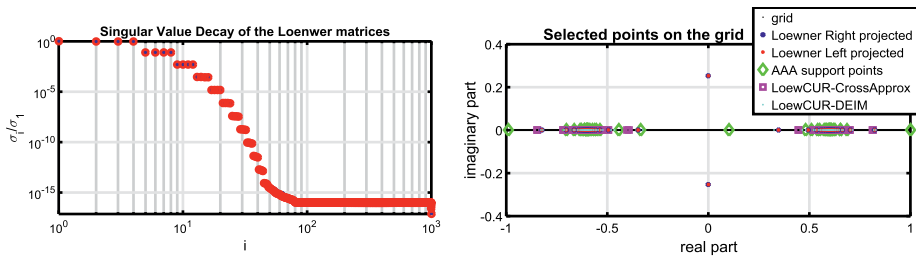 Singular Value Decay of the Loenwer matrices
10^0
10^-5
10^-10
10^-15
σ_i/σ_1
10^0
10^1
10^2
10^3
i
Selected points on the grid
grid
Loewner Right projected
Loewner Left projected
AAA support points
LoewCUR-CrossApprox
LoewCUR-DEIM
0.4
0.2
0
-0.2
-0.4
imaginary part
-1
-0.5
0
0.5
1
real part